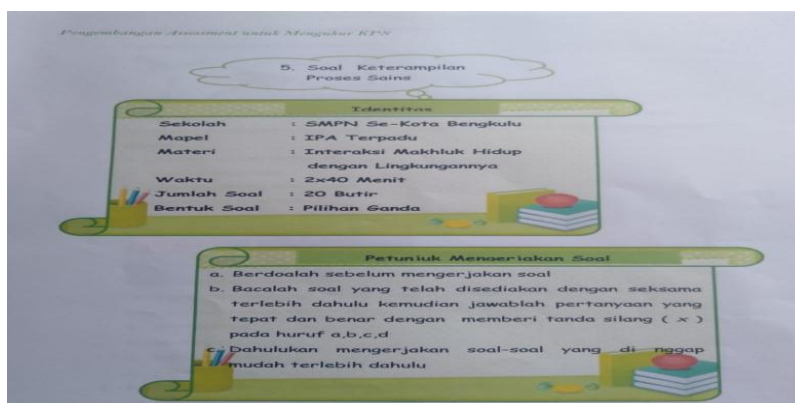 Pengembangan Assasment untuk Mengukur KPS
5. Soal Keterampilan
Proses Sains
Identitas
Sekolah : SMPN Se-Kota Bengkulu
Mapel : IPA Terpadu
Materi : Interaksi Makhluk Hidup
dengan Lingkungannya
Waktu : 2x40 Menit
Jumlah Soal : 20 Butir
Bentuk Soal : Pilihan Ganda
Petunjuk Mengerjakan Soal
a. Berdoalah sebelum mengerjakan soal
b. Bacalah soal yang telah disediakan dengan seksama
terlebih dahulu kemudian jawablah pertanyaan yang
tepat dan benar dengan memberi tanda silang ( x )
pada huruf a,b,c,d
c. Dahulukan mengerjakan soal-soal yang di nggap
mudah terlebih dahulu